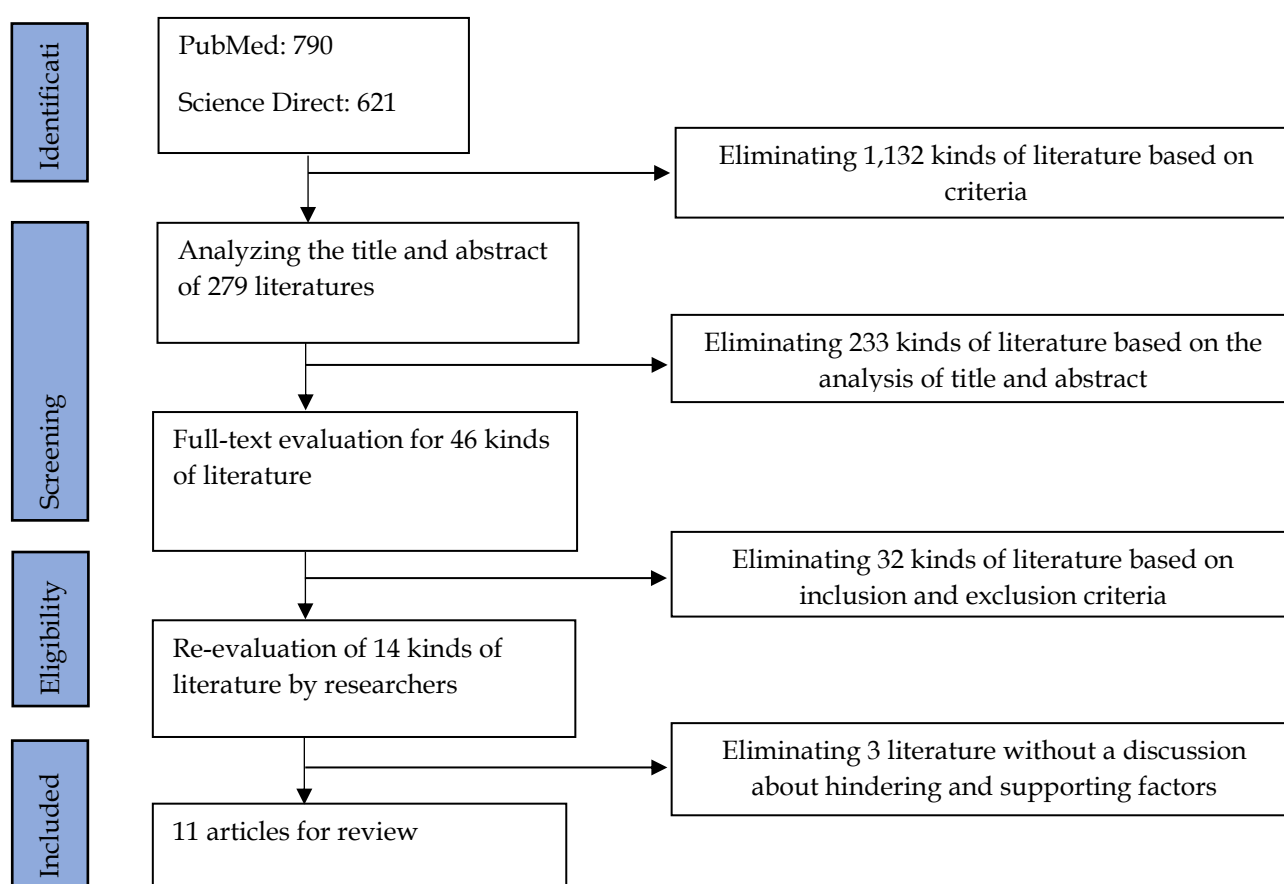 Identificati
PubMed: 790
Science Direct: 621
Eliminating 1,132 kinds of literature based on
criteria
Screening
Analyzing the title and abstract
of 279 literatures
Eliminating 233 kinds of literature based on the
analysis of title and abstract
Full-text evaluation for 46 kinds
of literature
Eligibility
Eliminating 32 kinds of literature based on
inclusion and exclusion criteria
Re-evaluation of 14 kinds of
literature by researchers
Included
Eliminating 3 literature without a discussion
about hindering and supporting factors
11 articles for review